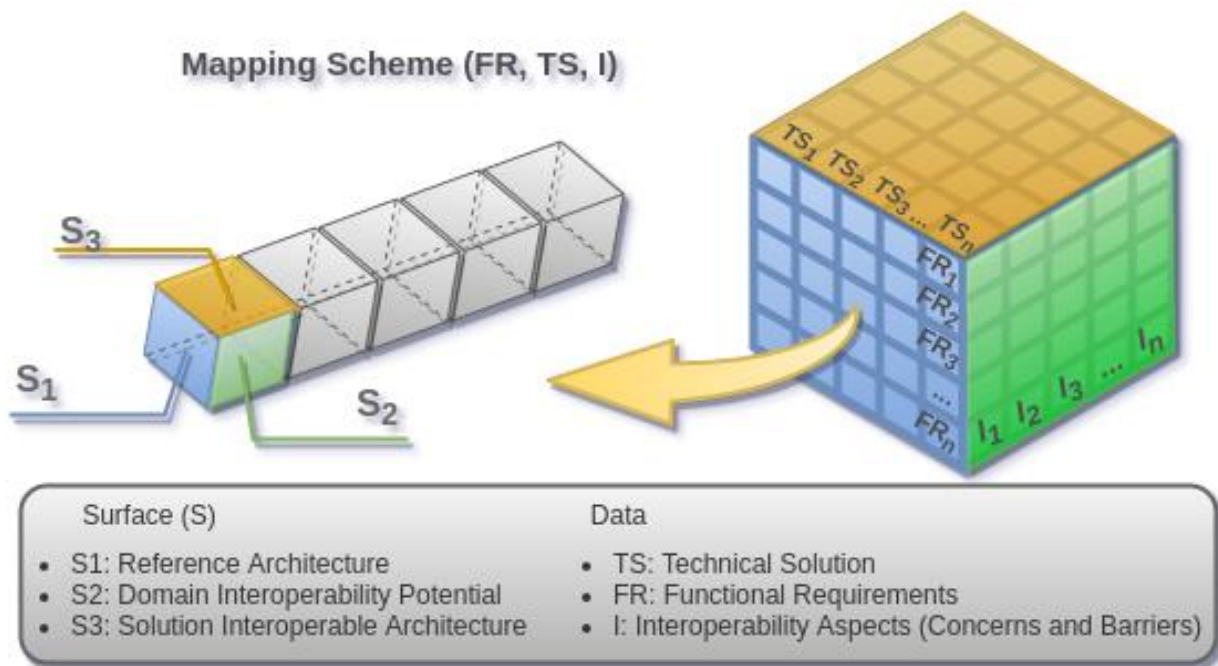 Mapping Scheme (FR, TS, I)
TS1 TS2 TS3... TSn
FR1
FR2
FR3
...
FRn
I1 I2 I3 ... In
S3
S1
S2
Surface (S)
S1: Reference Architecture
S2: Domain Interoperability Potential
S3: Solution Interoperable Architecture
Data
TS: Technical Solution
FR: Functional Requirements
I: Interoperability Aspects (Concerns and Barriers)